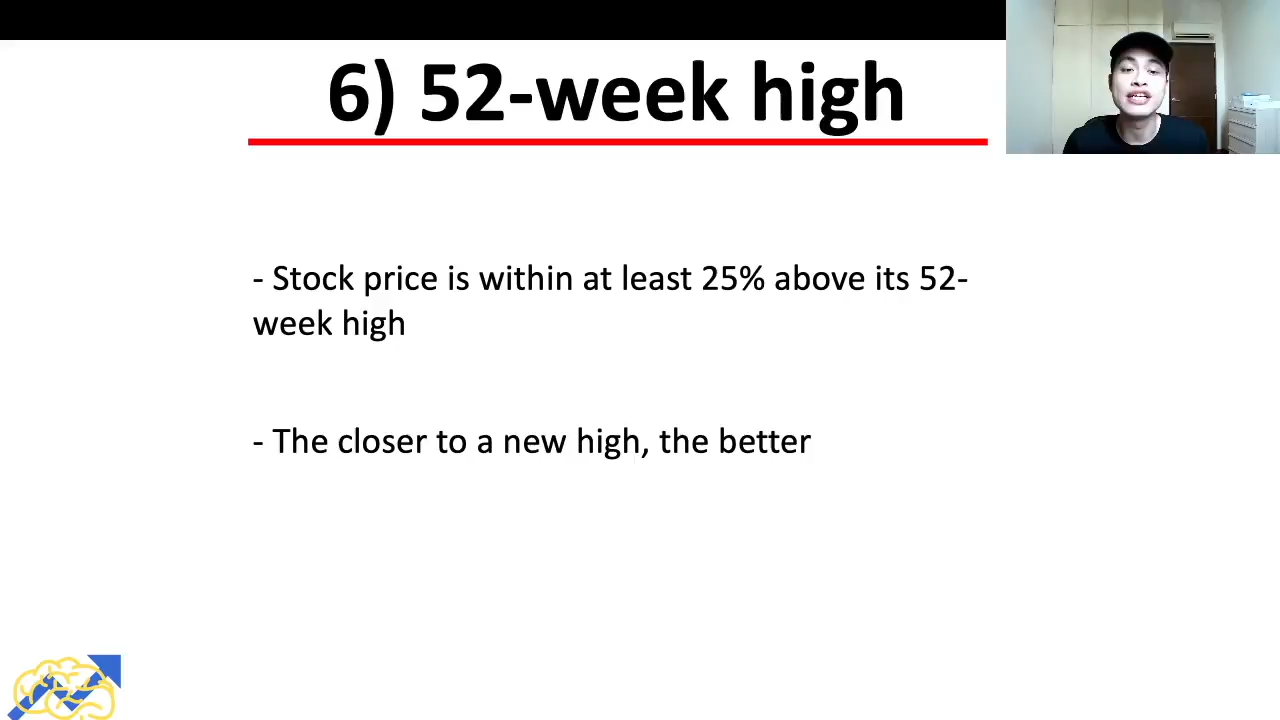 6) 52-week high
- Stock price is within at least 25% above its 52-
week high
- The closer to a new high, the better